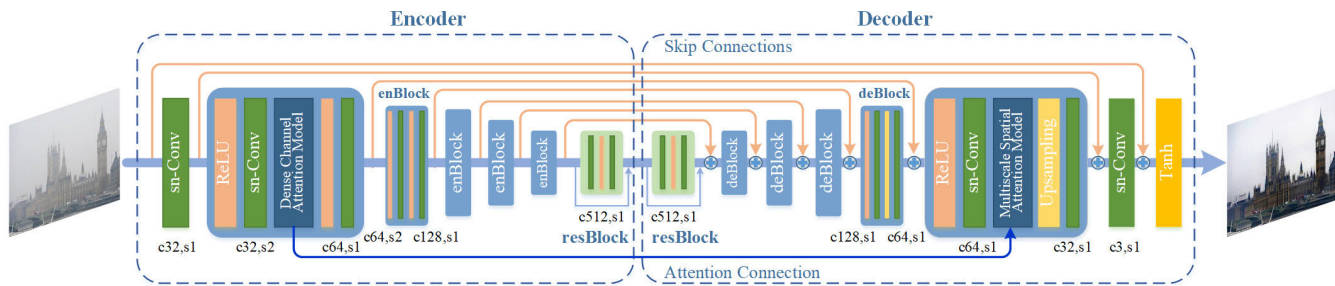 Encoder
Decoder
Skip Connections
sn-Conv
ReLU
sn-Conv
Dense Channel
Attention Model
enBlock
enBlock
enBlock
enBlock
deBlock
deBlock
deBlock
deBlock
ReLU
sn-Conv
Multiscale Spatial
Attention Model
Upsampling
sn-Conv
Tanh
c32,s1
c32,s2
c64,s1
c64,s2
c128,s1
c512,s1
resBlock
c512,s1
resBlock
c128,s1
c64,s1
c64,s1
c32,s1
c3,s1
Attention Connection